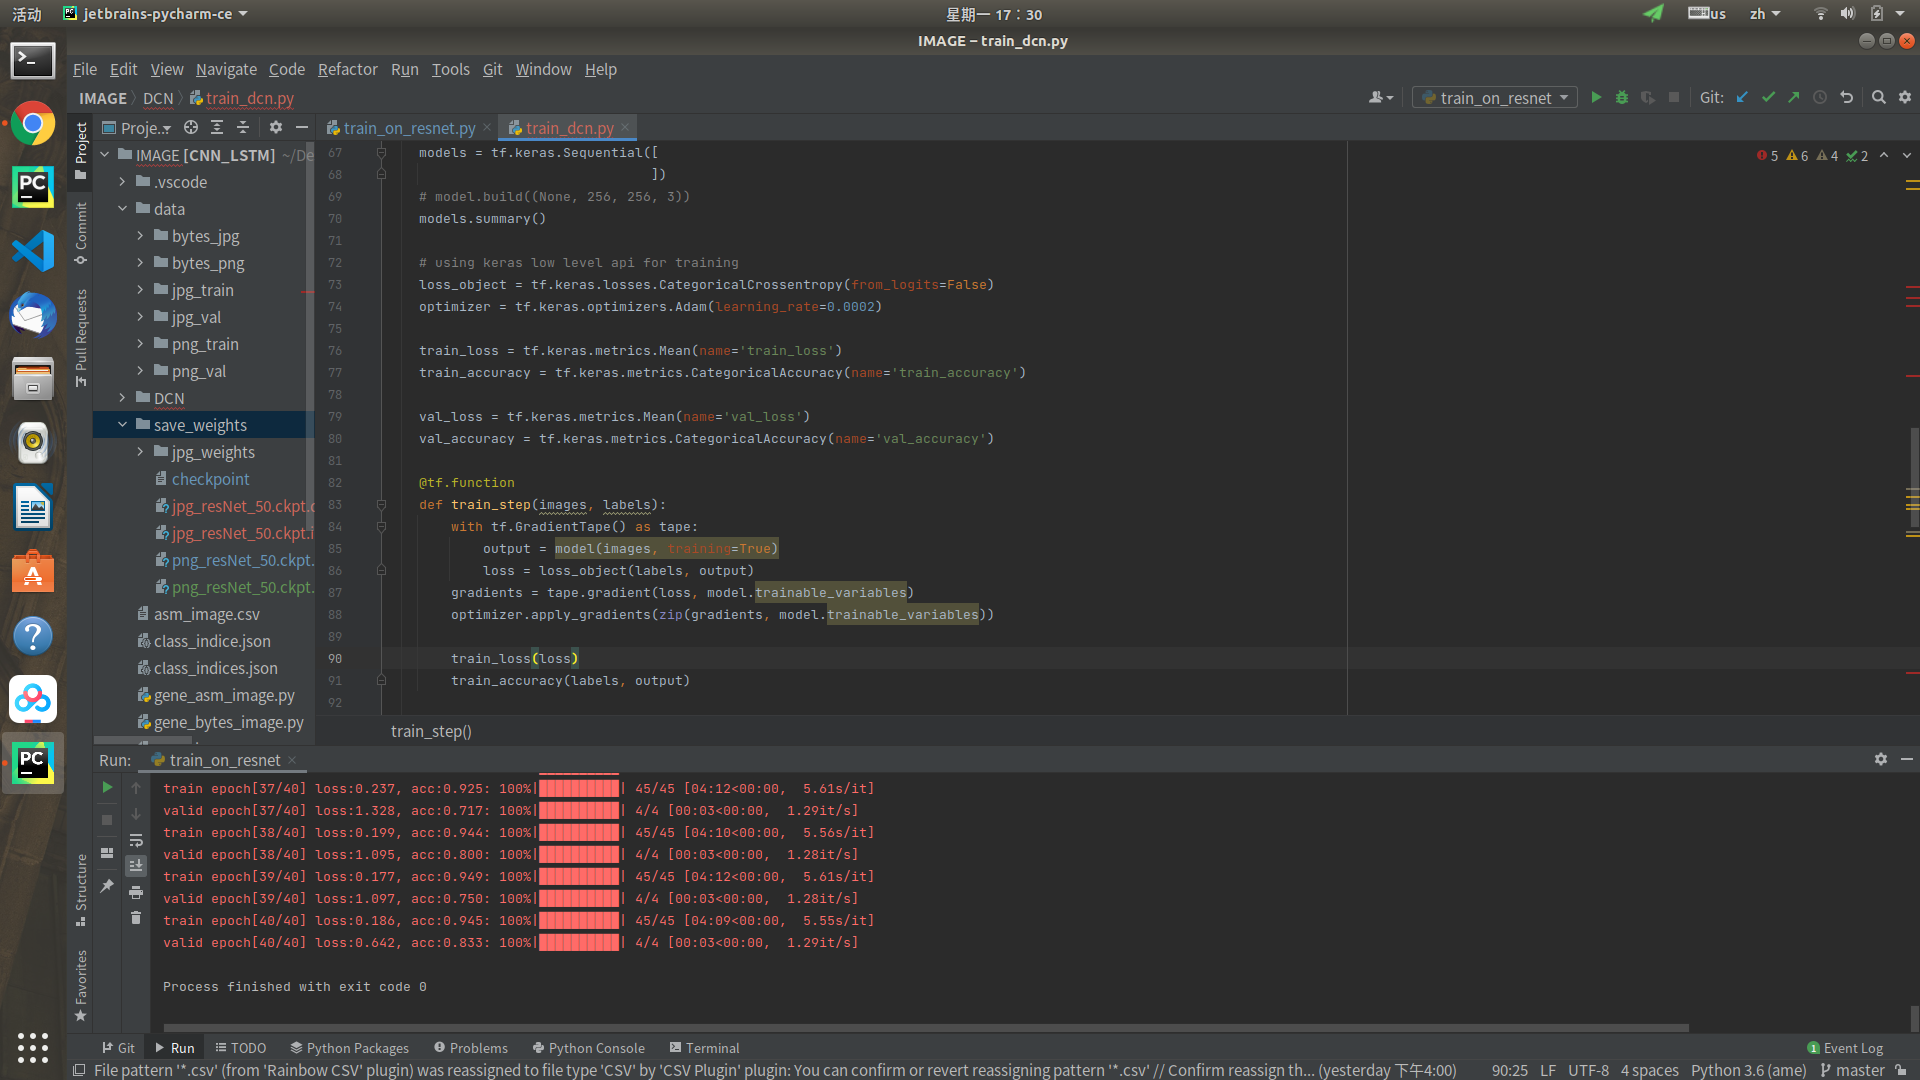 活动 jetbrains-pycharm-ce 星期一 17：30 us zh
IMAGE – train_dcn.py
File Edit View Navigate Code Refactor Run Tools Git Window Help
IMAGE DCN train_dcn.py train_on_resnet Git:
Project Proje.. train_on_resnet.py train_dcn.py
IMAGE [CNN_LSTM] ~/De
.vscode
data
bytes_jpg
bytes_png
jpg_train
jpg_val
png_train
png_val
DCN
save_weights
jpg_weights
checkpoint
jpg_resNet_50.ckpt.
jpg_resNet_50.ckpt.i
png_resNet_50.ckpt.
png_resNet_50.ckpt.
asm_image.csv
class_indice.json
class_indices.json
gene_asm_image.py
gene_bytes_image.py
Commit
Pull Requests
Structure
Favorites
5 6 4 2
67 models = tf.keras.Sequential([
68 ])
69 # model.build((None, 256, 256, 3))
70 models.summary()
71
72 # using keras low level api for training
73 loss_object = tf.keras.losses.CategoricalCrossentropy(from_logits=False)
74 optimizer = tf.keras.optimizers.Adam(learning_rate=0.0002)
75
76 train_loss = tf.keras.metrics.Mean(name='train_loss')
77 train_accuracy = tf.keras.metrics.CategoricalAccuracy(name='train_accuracy')
78
79 val_loss = tf.keras.metrics.Mean(name='val_loss')
80 val_accuracy = tf.keras.metrics.CategoricalAccuracy(name='val_accuracy')
81
82 @tf.function
83 def train_step(images, labels):
84 with tf.GradientTape() as tape:
85 output = model(images, training=True)
86 loss = loss_object(labels, output)
87 gradients = tape.gradient(loss, model.trainable_variables)
88 optimizer.apply_gradients(zip(gradients, model.trainable_variables))
89
90 train_loss(loss)
91 train_accuracy(labels, output)
92
train_step()
Run: train_on_resnet
train epoch[37/40] loss:0.237, acc:0.925: 100%|██████████| 45/45 [04:12<00:00, 5.61s/it]
valid epoch[37/40] loss:1.328, acc:0.717: 100%|██████████| 4/4 [00:03<00:00, 1.29it/s]
train epoch[38/40] loss:0.199, acc:0.944: 100%|██████████| 45/45 [04:10<00:00, 5.56s/it]
valid epoch[38/40] loss:1.095, acc:0.800: 100%|██████████| 4/4 [00:03<00:00, 1.28it/s]
train epoch[39/40] loss:0.177, acc:0.949: 100%|██████████| 45/45 [04:12<00:00, 5.61s/it]
valid epoch[39/40] loss:1.097, acc:0.750: 100%|██████████| 4/4 [00:03<00:00, 1.28it/s]
train epoch[40/40] loss:0.186, acc:0.945: 100%|██████████| 45/45 [04:09<00:00, 5.55s/it]
valid epoch[40/40] loss:0.642, acc:0.833: 100%|██████████| 4/4 [00:03<00:00, 1.29it/s]
Process finished with exit code 0
Git Run TODO Python Packages Problems Python Console Terminal 1 Event Log
File pattern '*.csv' (from 'Rainbow CSV' plugin) was reassigned to file type 'CSV' by 'CSV Plugin' plugin: You can confirm or revert reassigning pattern '*.csv' // Confirm reassign th... (yesterday 下午4:00) 90:25 LF UTF-8 4 spaces Python 3.6 (ame) master